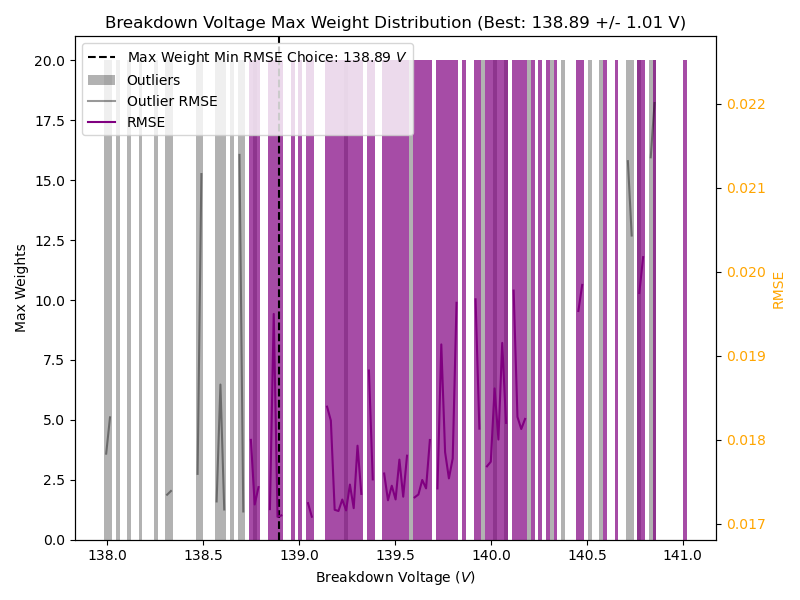 Breakdown Voltage Max Weight Distribution (Best: 138.89 +/- 1.01 V)
Max Weight Min RMSE Choice: 138.89 V
Outliers
Outlier RMSE
RMSE
Max Weights
20.0
17.5
15.0
12.5
10.0
7.5
5.0
2.5
0.0
0.022
0.021
0.020
0.019
0.018
0.017
RMSE
138.0 138.5 139.0 139.5 140.0 140.5 141.0
Breakdown Voltage (V)